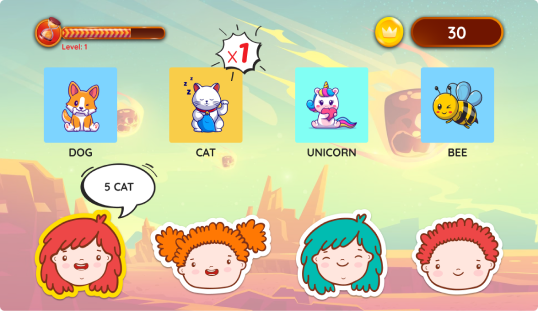 Level: 1
30
x1
DOG
CAT
UNICORN
BEE
5 CAT